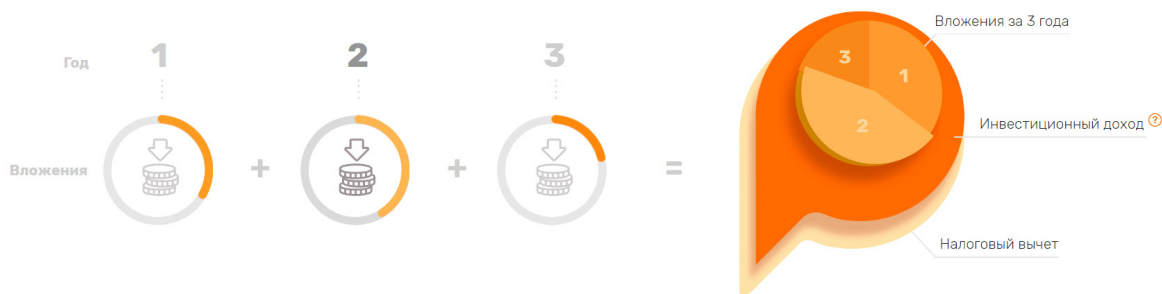 Год 1 2 3
Вложения + + =
3 1 2
Вложения за 3 года
Инвестиционный доход ?
Налоговый вычет